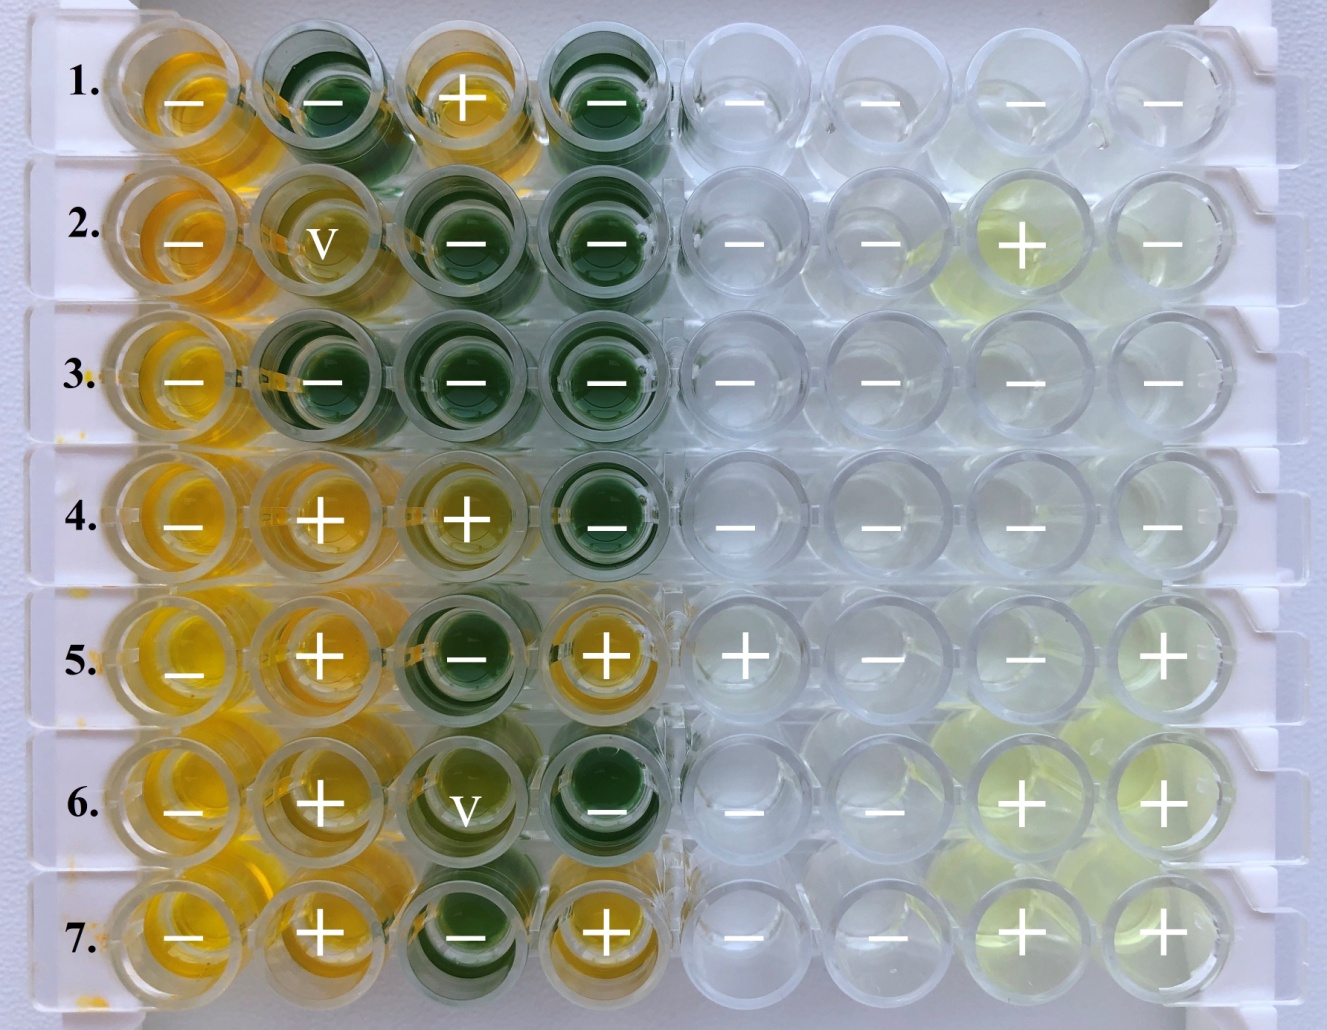 1. – – + – – – – –
2. – v – – – – + –
3. – – – – – – – –
4. – + + – – – – –
5. – + – + + – – +
6. – + v – – – + +
7. – + – + – – + +